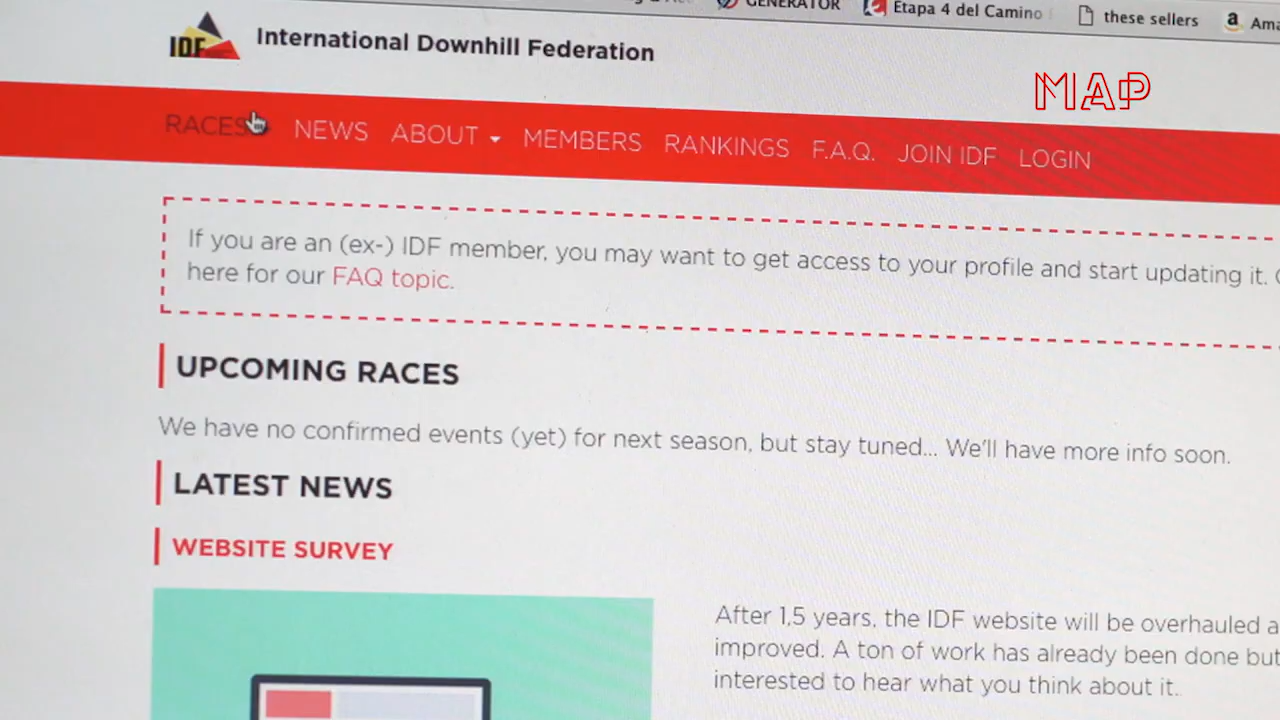 GENERATOR
Etapa 4 del Camino
these sellers
a
IDF
International Downhill Federation
MAP
RACES
NEWS
ABOUT
MEMBERS
RANKINGS
F.A.Q.
JOIN IDF
LOGIN
If you are an (ex-) IDF member, you may want to get access to your profile and start updating it.
here for our FAQ topic.
UPCOMING RACES
We have no confirmed events (yet) for next season, but stay tuned... We'll have more info soon.
LATEST NEWS
WEBSITE SURVEY
After 1,5 years, the IDF website will be overhauled a
improved. A ton of work has already been done but
interested to hear what you think about it.